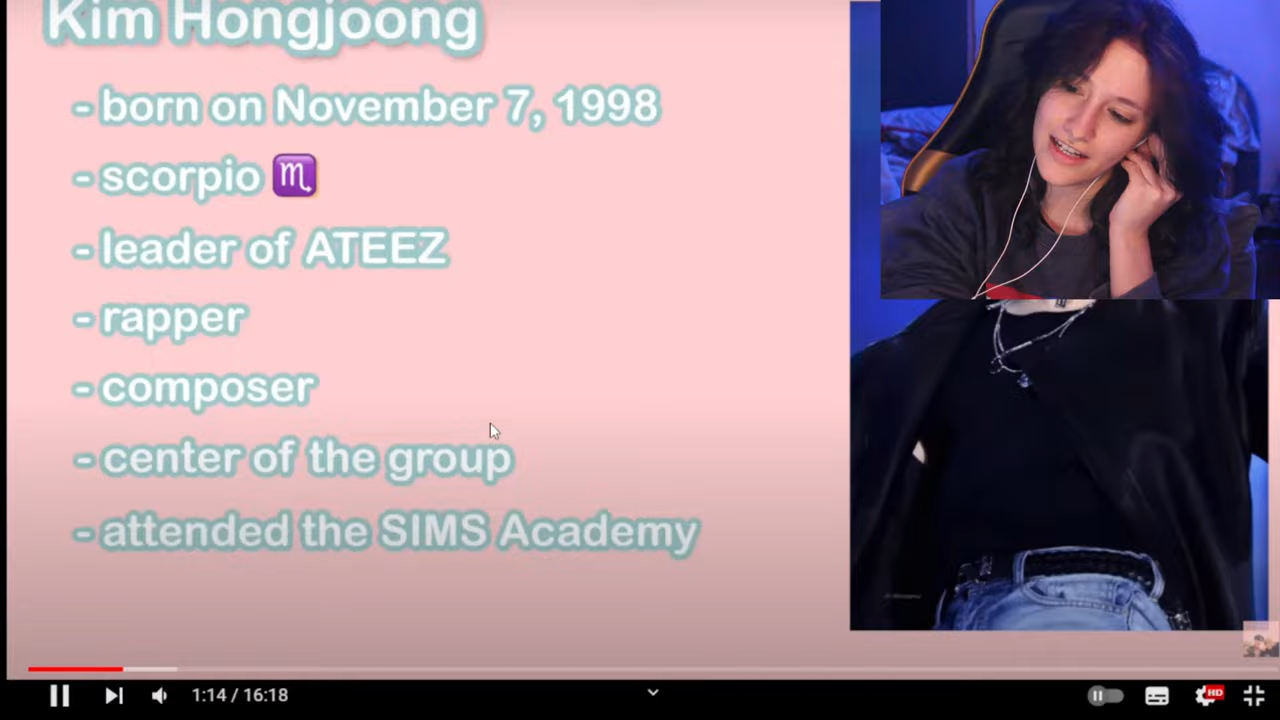 Kim Hongjoong
- born on November 7, 1998
- scorpio ♏
- leader of ATEEZ
- rapper
- composer
- center of the group
- attended the SIMS Academy
1:14 / 16:18
HD